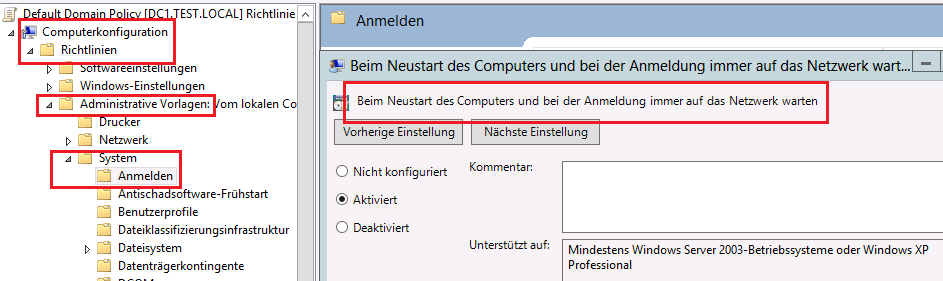 Default Domain Policy [DC1.TEST.LOCAL] Richtlinie
Computerkonfiguration
Richtlinien
Softwareeinstellungen
Windows-Einstellungen
Administrative Vorlagen: Vom lokalen Co
Drucker
Netzwerk
System
Anmelden
Antischadsoftware-Frühstart
Benutzerprofile
Dateiklassifizierungsinfrastruktur
Dateisystem
Datenträgerkontingente
DCOM
Anmelden
Beim Neustart des Computers und bei der Anmeldung immer auf das Netzwerk wart...
Beim Neustart des Computers und bei der Anmeldung immer auf das Netzwerk warten
Vorherige Einstellung
Nächste Einstellung
Nicht konfiguriert
Kommentar:
Aktiviert
Deaktiviert
Unterstützt auf:
Mindestens Windows Server 2003-Betriebssysteme oder Windows XP
Professional